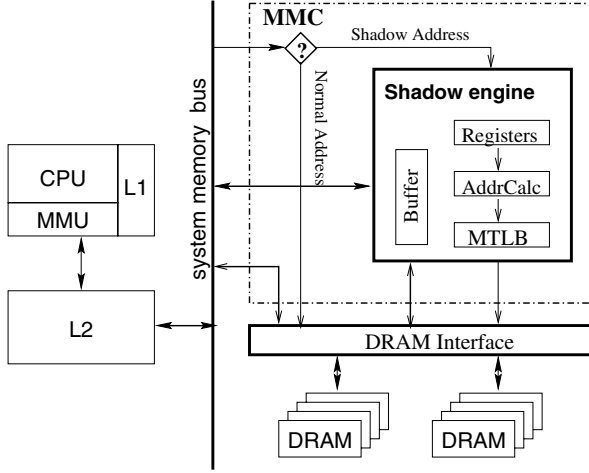 MMC
Shadow Address
?
Normal Address
Shadow engine
Registers
AddrCalc
MTLB
Buffer
system memory bus
CPU
L1
MMU
L2
DRAM Interface
DRAM
DRAM